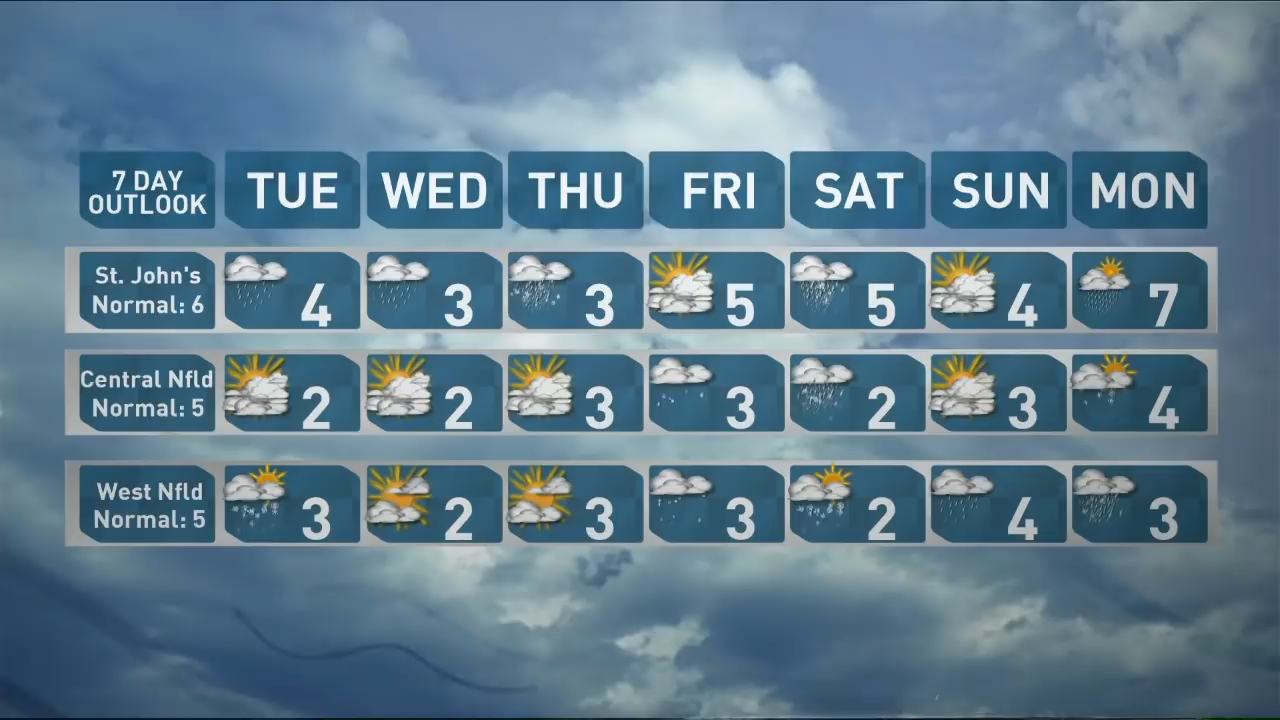 7 DAY
OUTLOOK
TUE WED THU FRI SAT SUN MON
St. John's
Normal: 6
4 3 3 5 5 4 7
Central Nfld
Normal: 5
2 2 3 3 2 3 4
West Nfld
Normal: 5
3 2 3 3 2 4 3